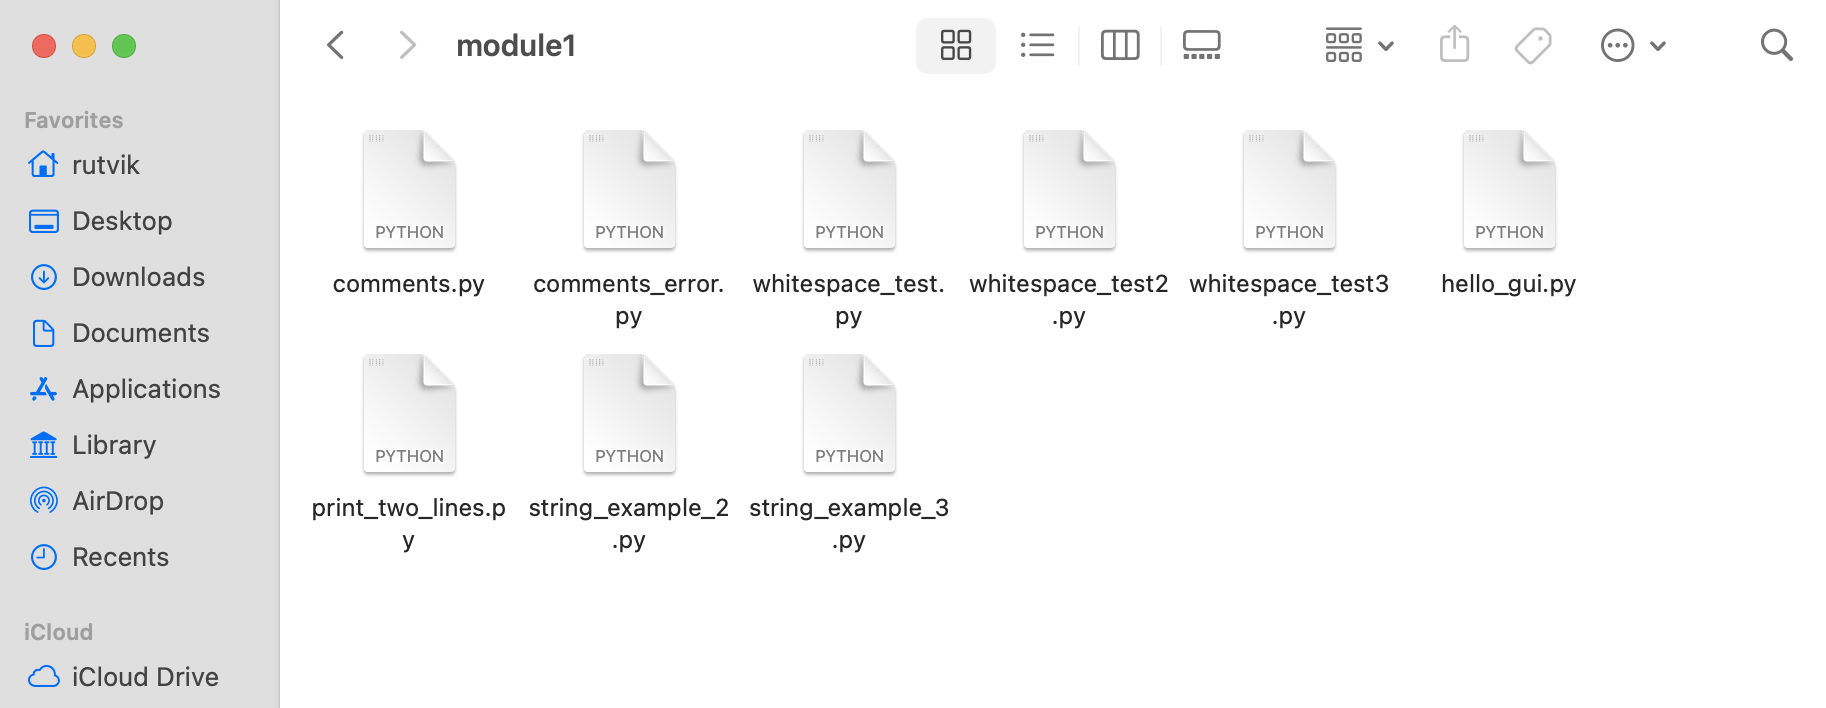 module1
Favorites
rutvik
Desktop
Downloads
Documents
Applications
Library
AirDrop
Recents
iCloud
iCloud Drive
PYTHON
comments.py
PYTHON
comments_error.
py
PYTHON
whitespace_test.
py
PYTHON
whitespace_test2
.py
PYTHON
whitespace_test3
.py
PYTHON
hello_gui.py
PYTHON
print_two_lines.p
y
PYTHON
string_example_2
.py
PYTHON
string_example_3
.py